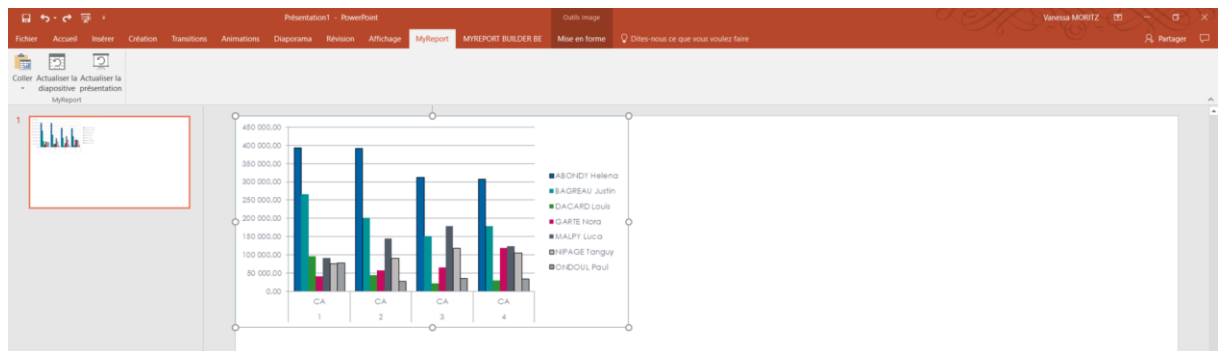 Présentation1 - PowerPoint
Outils Image
Vanessa MORITZ
Fichier Accueil Insérer Création Transitions Animations Diaporama Révision Affichage MyReport MYREPORT BUILDER BE Mise en forme Dites-nous ce que vous voulez faire
Partager
Coller Actualiser la Actualiser la
diapositive présentation
MyReport
1
450 000,00
400 000,00
350 000,00
300 000,00
250 000,00
200 000,00
150 000,00
100 000,00
50 000,00
0,00
CA CA CA CA
1 2 3 4
ABONDY Helena
BAGREAU Justin
DACARD Louis
GARTE Nora
MALPY Luca
NIPAGE Tanguy
ONDOUL Paul